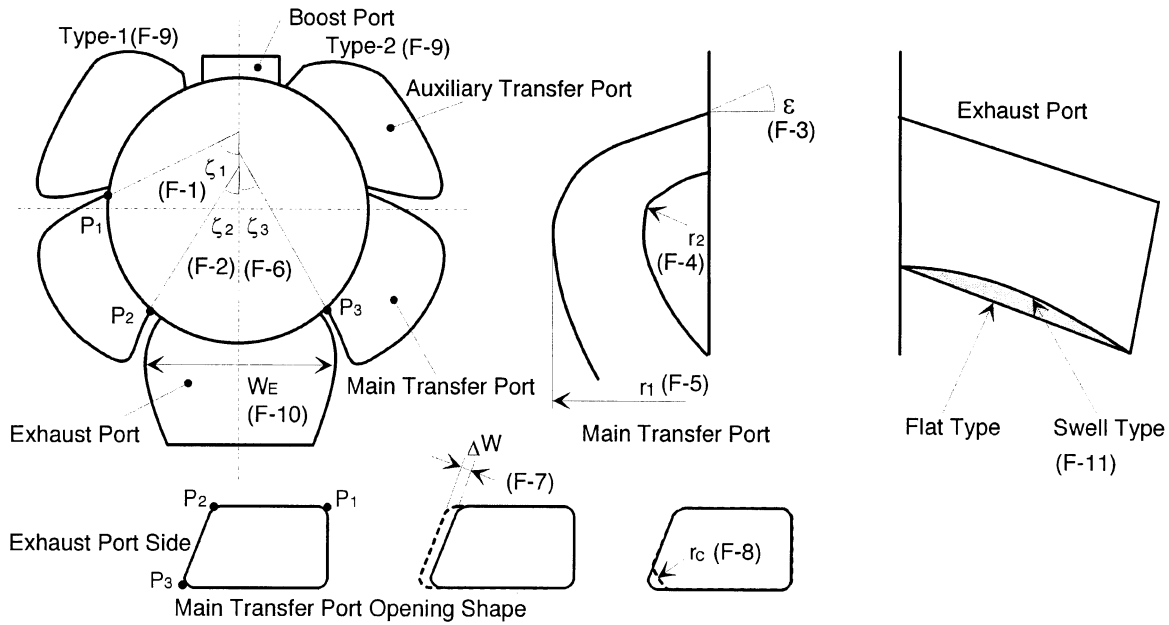 Boost Port
Type-1(F-9)
Type-2 (F-9)
Auxiliary Transfer Port
ζ1
(F-1)
P1
ζ2 ζ3
(F-2) (F-6)
P2
P3
WE
(F-10)
Main Transfer Port
Exhaust Port
ε
(F-3)
r2
(F-4)
r1 (F-5)
Main Transfer Port
Exhaust Port
Flat Type
Swell Type
(F-11)
P2
P1
Exhaust Port Side
P3
ΔW
(F-7)
rC (F-8)
Main Transfer Port Opening Shape